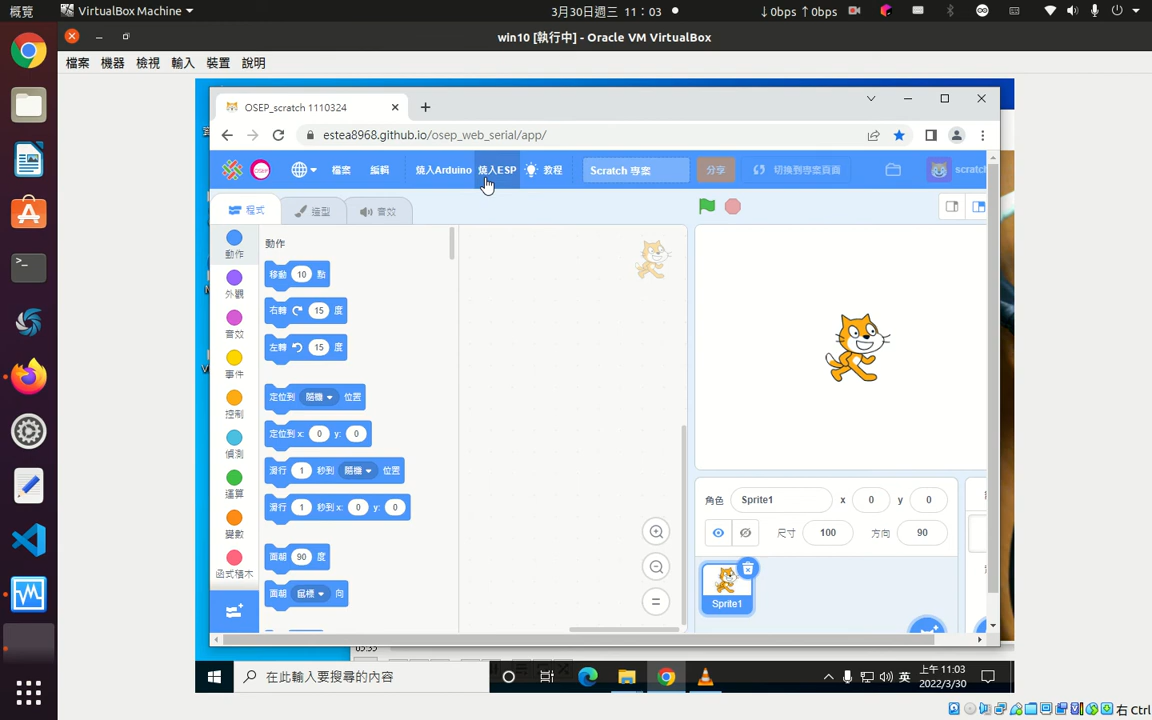 概覽 VirtualBox Machine 3月30日週三 11：03 ↓0bps ↑0bps
win10 [執行中] - Oracle VM VirtualBox
檔案 機器 檢視 輸入 裝置 說明
OSEP_scratch 1110324
estea8968.github.io/osep_web_serial/app/
檔案 編輯 燒入Arduino 燒入ESP 教程 Scratch 專案 分享 切換到專案頁面 scratch
程式 造型 音效
動作
外觀
音效
事件
控制
偵測
運算
變數
函式積木
動作
移動 10 點
右轉 15 度
左轉 15 度
定位到 隨機 位置
定位到 x: 0 y: 0
滑行 1 秒到 隨機 位置
滑行 1 秒到 x: 0 y: 0
面朝 90 度
面朝 鼠標 向
角色 Sprite1 x 0 y 0
尺寸 100 方向 90
Sprite1
在此輸入要搜尋的內容
英 上午 11:03
2022/3/30
右 Ctrl